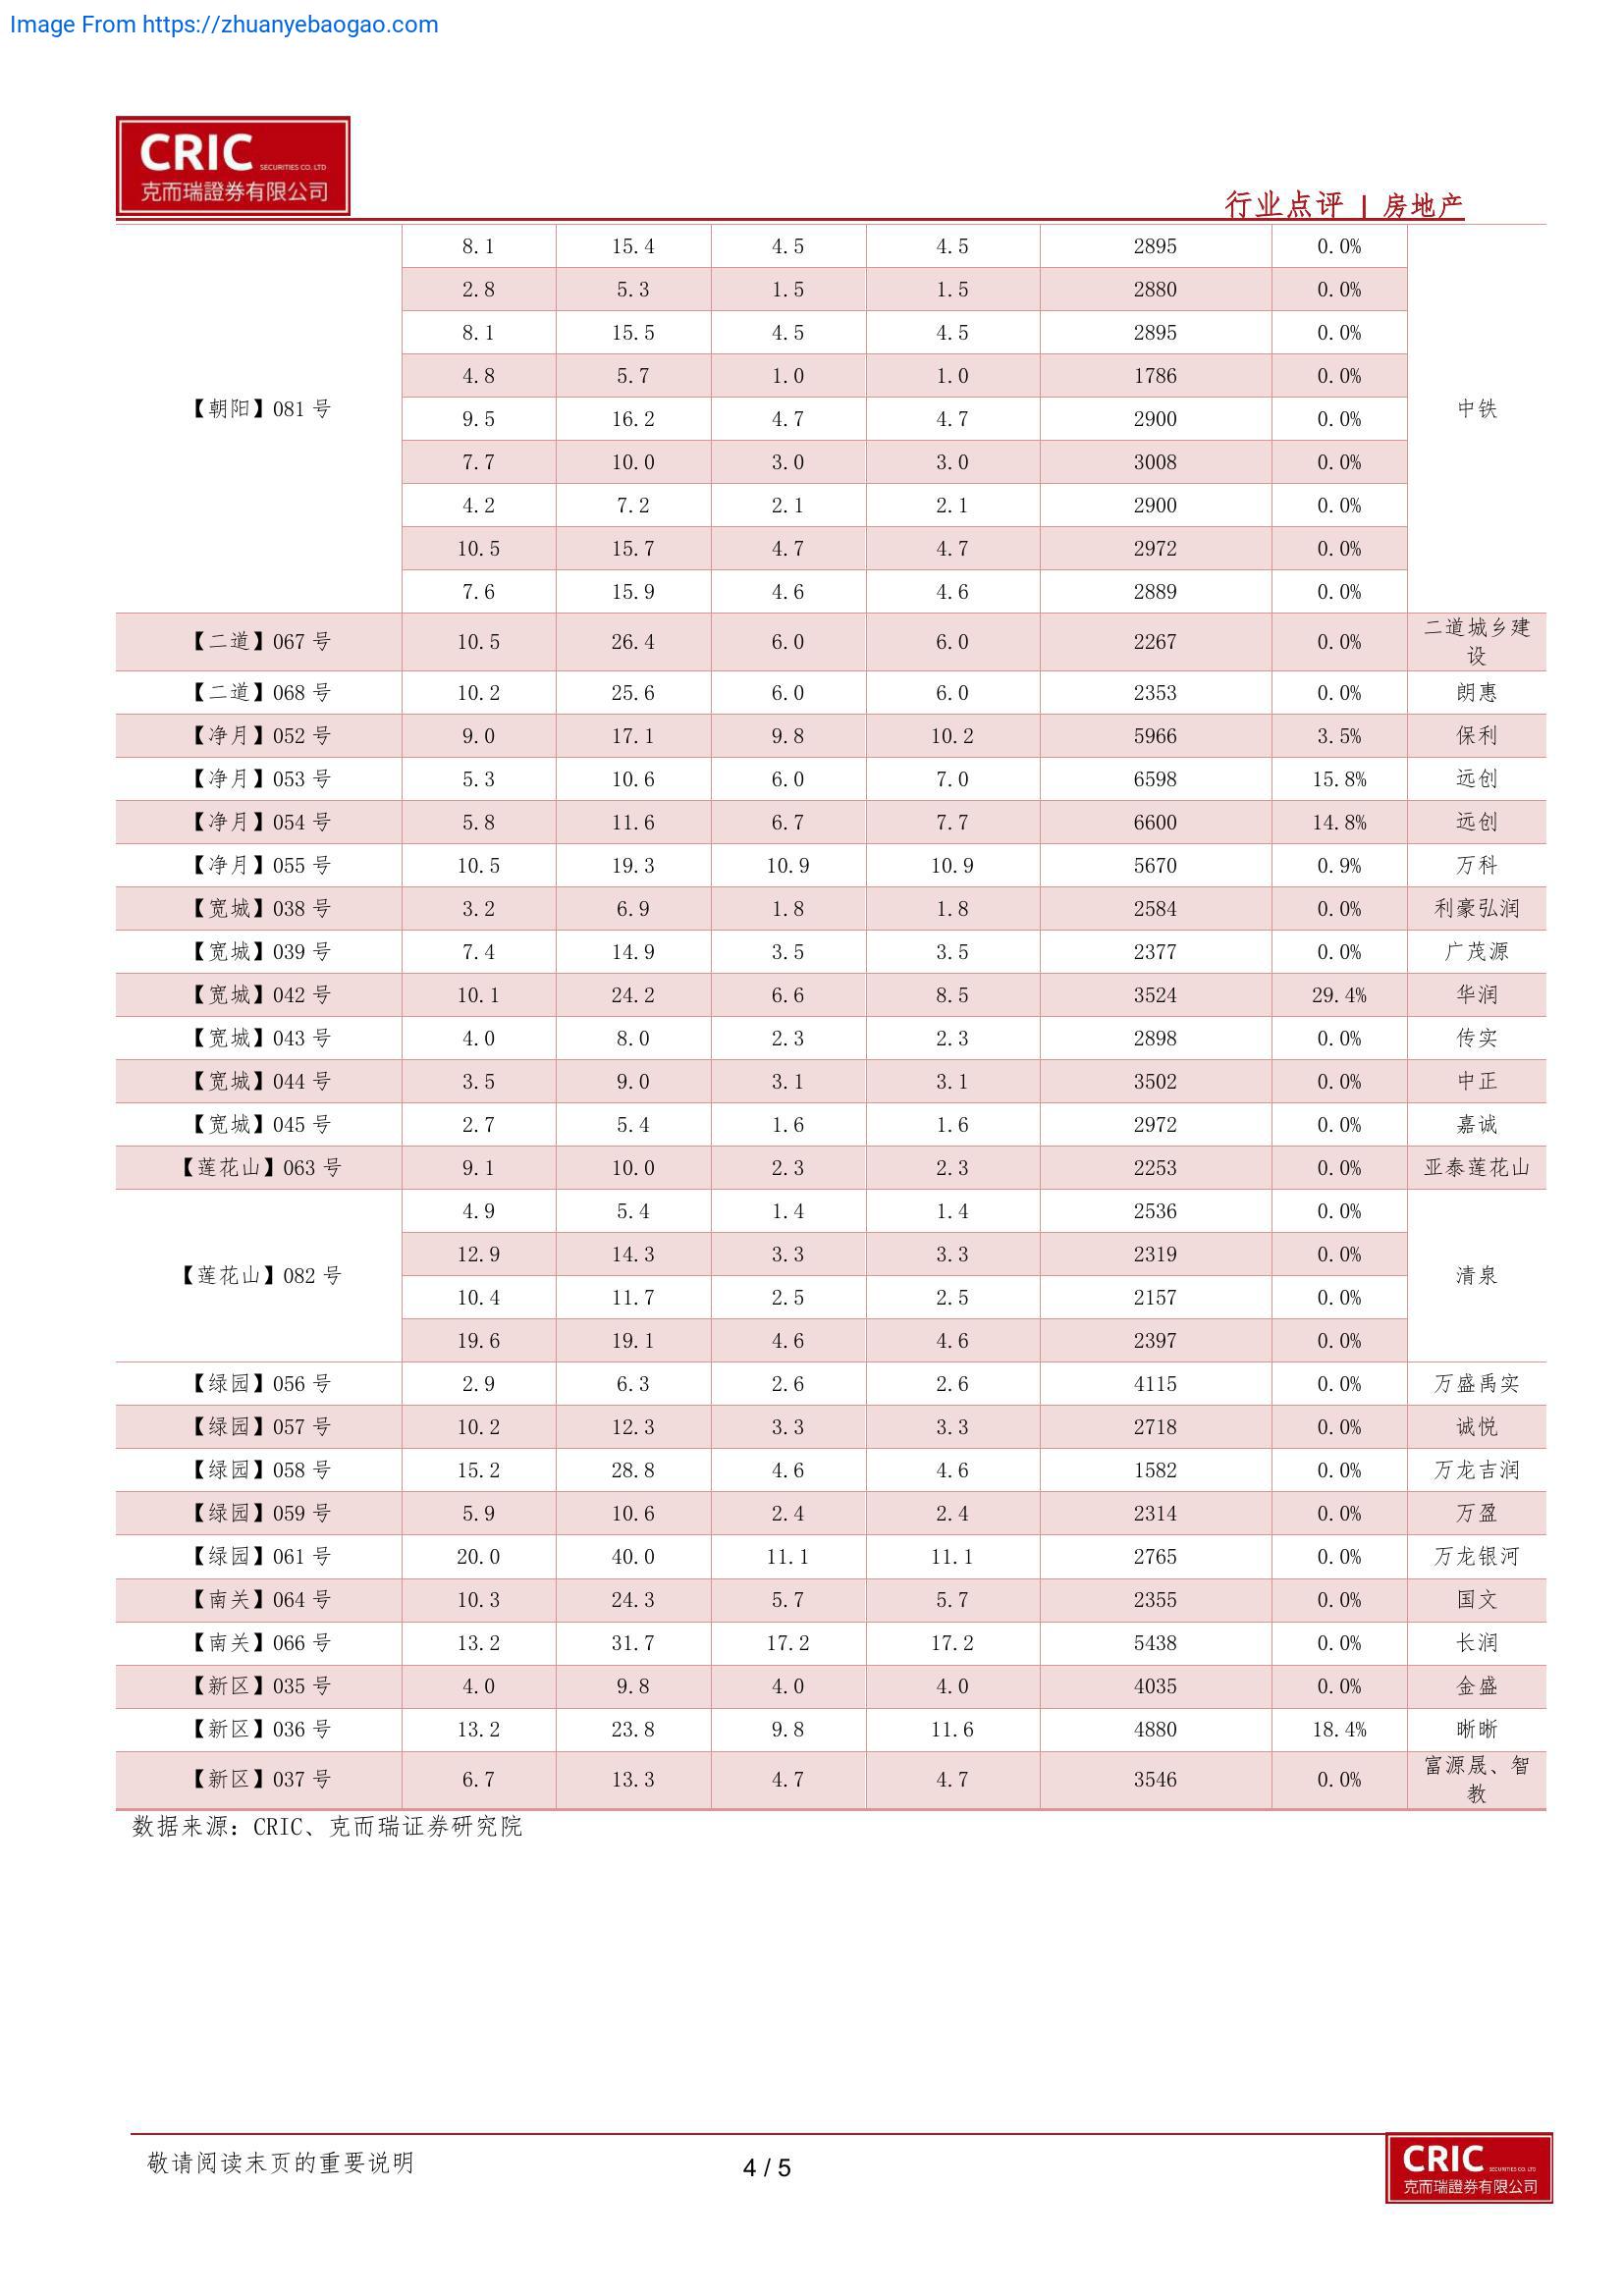 Image From https://zhuanyebaogao.com
CRIC SECURITIES CO. LTD
克而瑞證券有限公司
行业点评 | 房地产
8.1 15.4 4.5 4.5 2895 0.0%
2.8 5.3 1.5 1.5 2880 0.0%
8.1 15.5 4.5 4.5 2895 0.0%
4.8 5.7 1.0 1.0 1786 0.0%
【朝阳】081 号 9.5 16.2 4.7 4.7 2900 0.0% 中铁
7.7 10.0 3.0 3.0 3008 0.0%
4.2 7.2 2.1 2.1 2900 0.0%
10.5 15.7 4.7 4.7 2972 0.0%
7.6 15.9 4.6 4.6 2889 0.0%
【二道】067 号 10.5 26.4 6.0 6.0 2267 0.0% 二道城乡建
设
【二道】068 号 10.2 25.6 6.0 6.0 2353 0.0% 朗惠
【净月】052 号 9.0 17.1 9.8 10.2 5966 3.5% 保利
【净月】053 号 5.3 10.6 6.0 7.0 6598 15.8% 远创
【净月】054 号 5.8 11.6 6.7 7.7 6600 14.8% 远创
【净月】055 号 10.5 19.3 10.9 10.9 5670 0.9% 万科
【宽城】038 号 3.2 6.9 1.8 1.8 2584 0.0% 利豪弘润
【宽城】039 号 7.4 14.9 3.5 3.5 2377 0.0% 广茂源
【宽城】042 号 10.1 24.2 6.6 8.5 3524 29.4% 华润
【宽城】043 号 4.0 8.0 2.3 2.3 2898 0.0% 传实
【宽城】044 号 3.5 9.0 3.1 3.1 3502 0.0% 中正
【宽城】045 号 2.7 5.4 1.6 1.6 2972 0.0% 嘉诚
【莲花山】063 号 9.1 10.0 2.3 2.3 2253 0.0% 亚泰莲花山
4.9 5.4 1.4 1.4 2536 0.0%
12.9 14.3 3.3 3.3 2319 0.0%
【莲花山】082 号 清泉
10.4 11.7 2.5 2.5 2157 0.0%
19.6 19.1 4.6 4.6 2397 0.0%
【绿园】056 号 2.9 6.3 2.6 2.6 4115 0.0% 万盛禹实
【绿园】057 号 10.2 12.3 3.3 3.3 2718 0.0% 诚悦
【绿园】058 号 15.2 28.8 4.6 4.6 1582 0.0% 万龙吉润
【绿园】059 号 5.9 10.6 2.4 2.4 2314 0.0% 万盈
【绿园】061 号 20.0 40.0 11.1 11.1 2765 0.0% 万龙银河
【南关】064 号 10.3 24.3 5.7 5.7 2355 0.0% 国文
【南关】066 号 13.2 31.7 17.2 17.2 5438 0.0% 长润
【新区】035 号 4.0 9.8 4.0 4.0 4035 0.0% 金盛
【新区】036 号 13.2 23.8 9.8 11.6 4880 18.4% 晰晰
【新区】037 号 6.7 13.3 4.7 4.7 3546 0.0% 富源晟、智
教
数据来源：CRIC、克而瑞证券研究院
敬请阅读末页的重要说明
4 / 5
CRIC SECURITIES CO. LTD
克而瑞證券有限公司